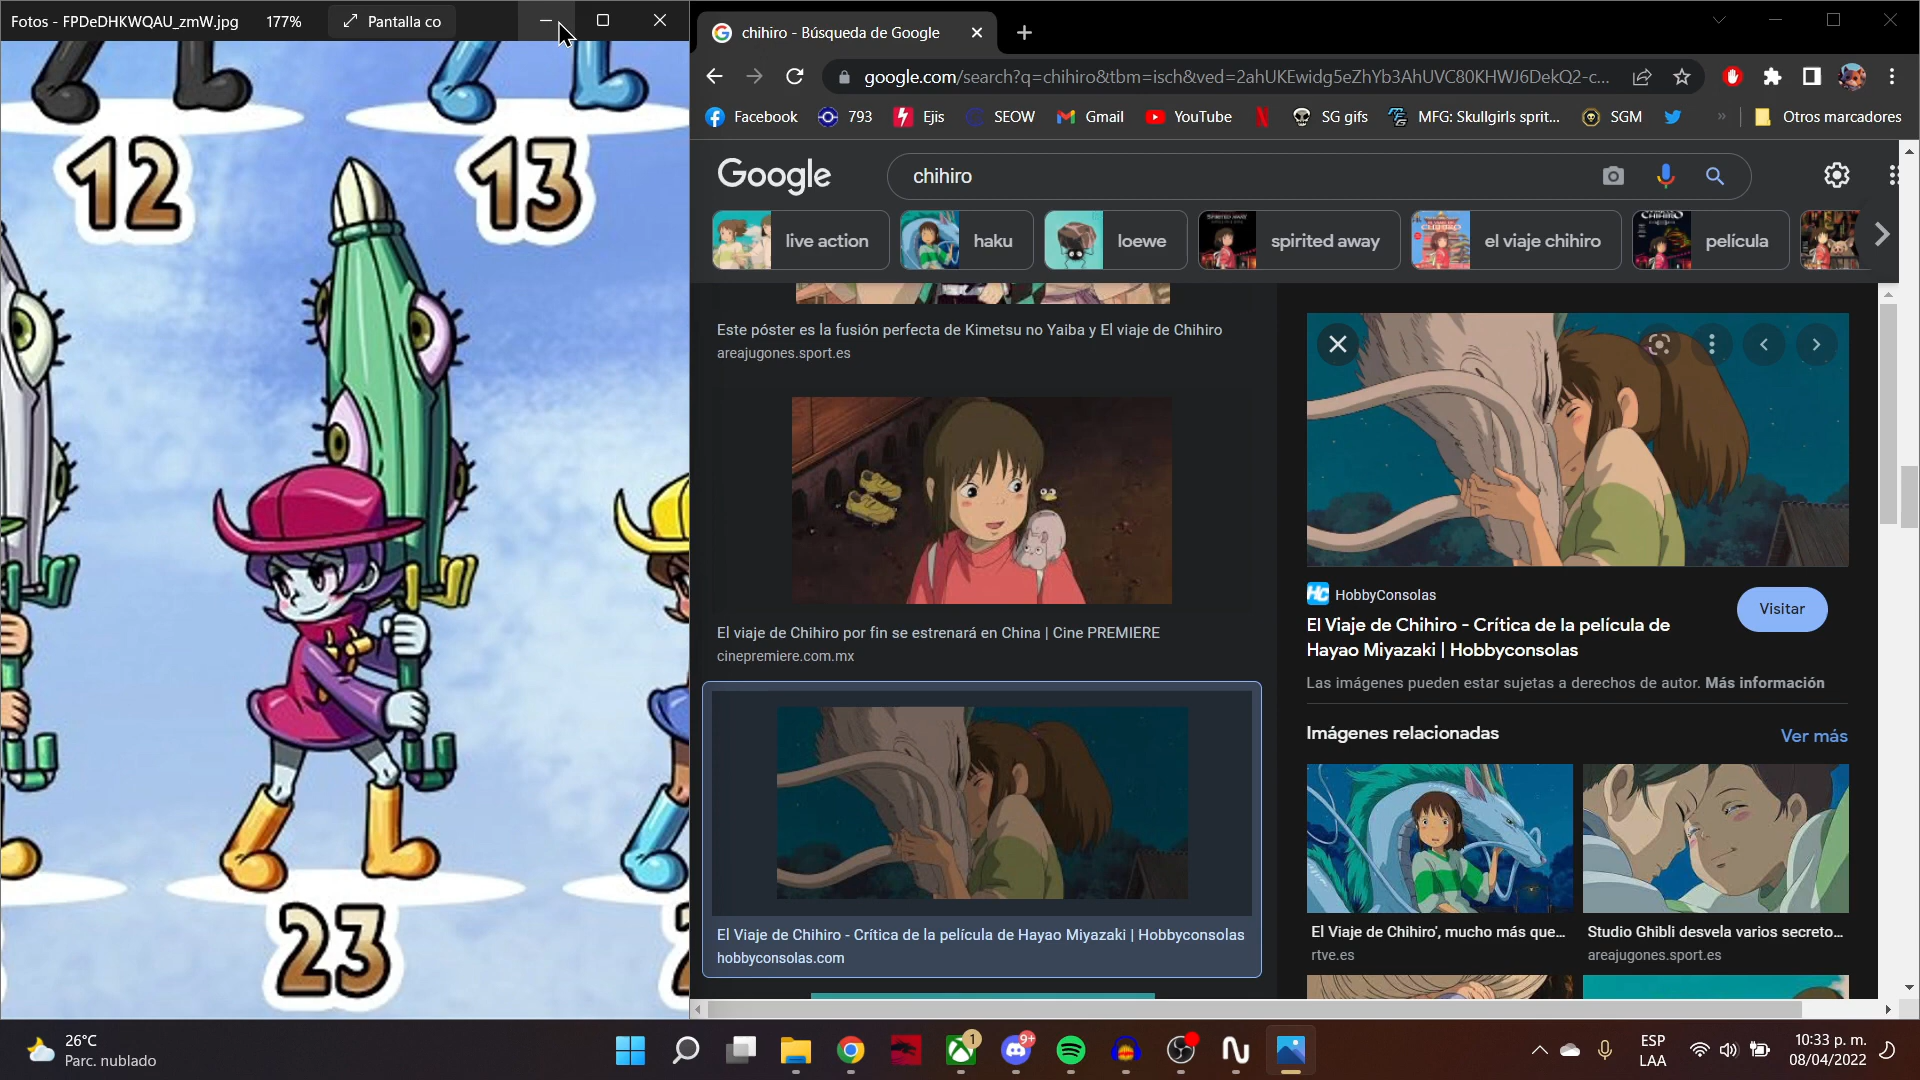 Fotos - FPDeDHKWQAU_zmW.jpg
177%
Pantalla co
12
13
23
chihiro - Búsqueda de Google
google.com/search?q=chihiro&tbm=isch&ved=2ahUKEwidg5eZhYb3AhUVC80KHWJ6DekQ2-c...
Facebook
793
Ejis
SEOW
Gmail
YouTube
SG gifs
MFG: Skullgirls sprit...
SGM
»
Otros marcadores
Google
chihiro
live action
haku
loewe
spirited away
el viaje chihiro
película
Este póster es la fusión perfecta de Kimetsu no Yaiba y El viaje de Chihiro
areajugones.sport.es
El viaje de Chihiro por fin se estrenará en China | Cine PREMIERE
cinepremiere.com.mx
El Viaje de Chihiro - Crítica de la película de Hayao Miyazaki | Hobbyconsolas
hobbyconsolas.com
HC
HobbyConsolas
El Viaje de Chihiro - Crítica de la película de
Hayao Miyazaki | Hobbyconsolas
Visitar
Las imágenes pueden estar sujetas a derechos de autor. Más información
Imágenes relacionadas
Ver más
El Viaje de Chihiro', mucho más que...
rtve.es
Studio Ghibli desvela varios secreto...
areajugones.sport.es
26°C
Parc. nublado
1
9+
ESP
LAA
10:33 p. m.
08/04/2022